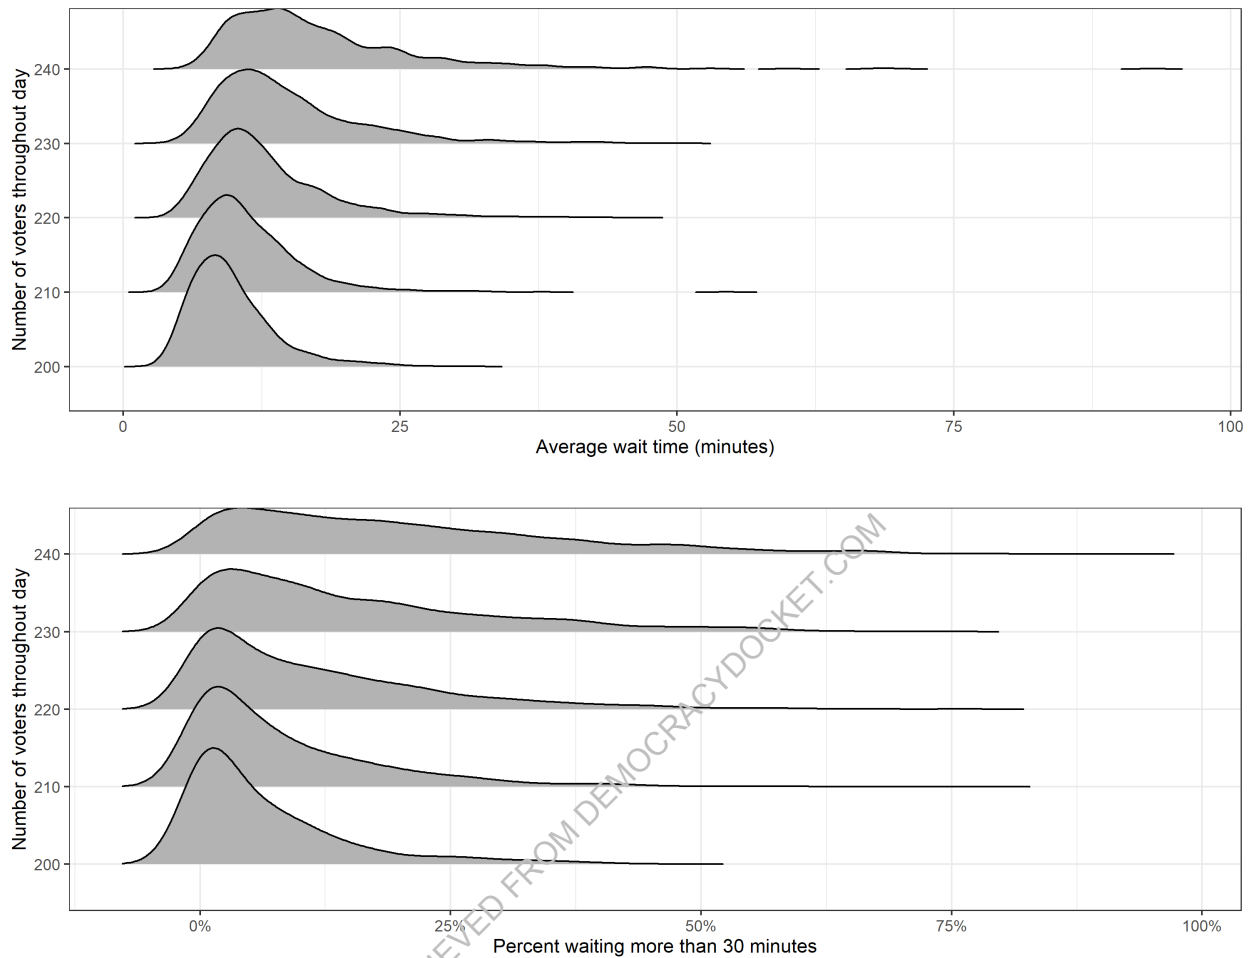 Number of voters throughout day
240
230
220
210
200
0 25 50 75 100
Average wait time (minutes)
Number of voters throughout day
240
230
220
210
200
0% 25% 50% 75% 100%
Percent waiting more than 30 minutes
FROM DEMOCRACYDOCKET.COM